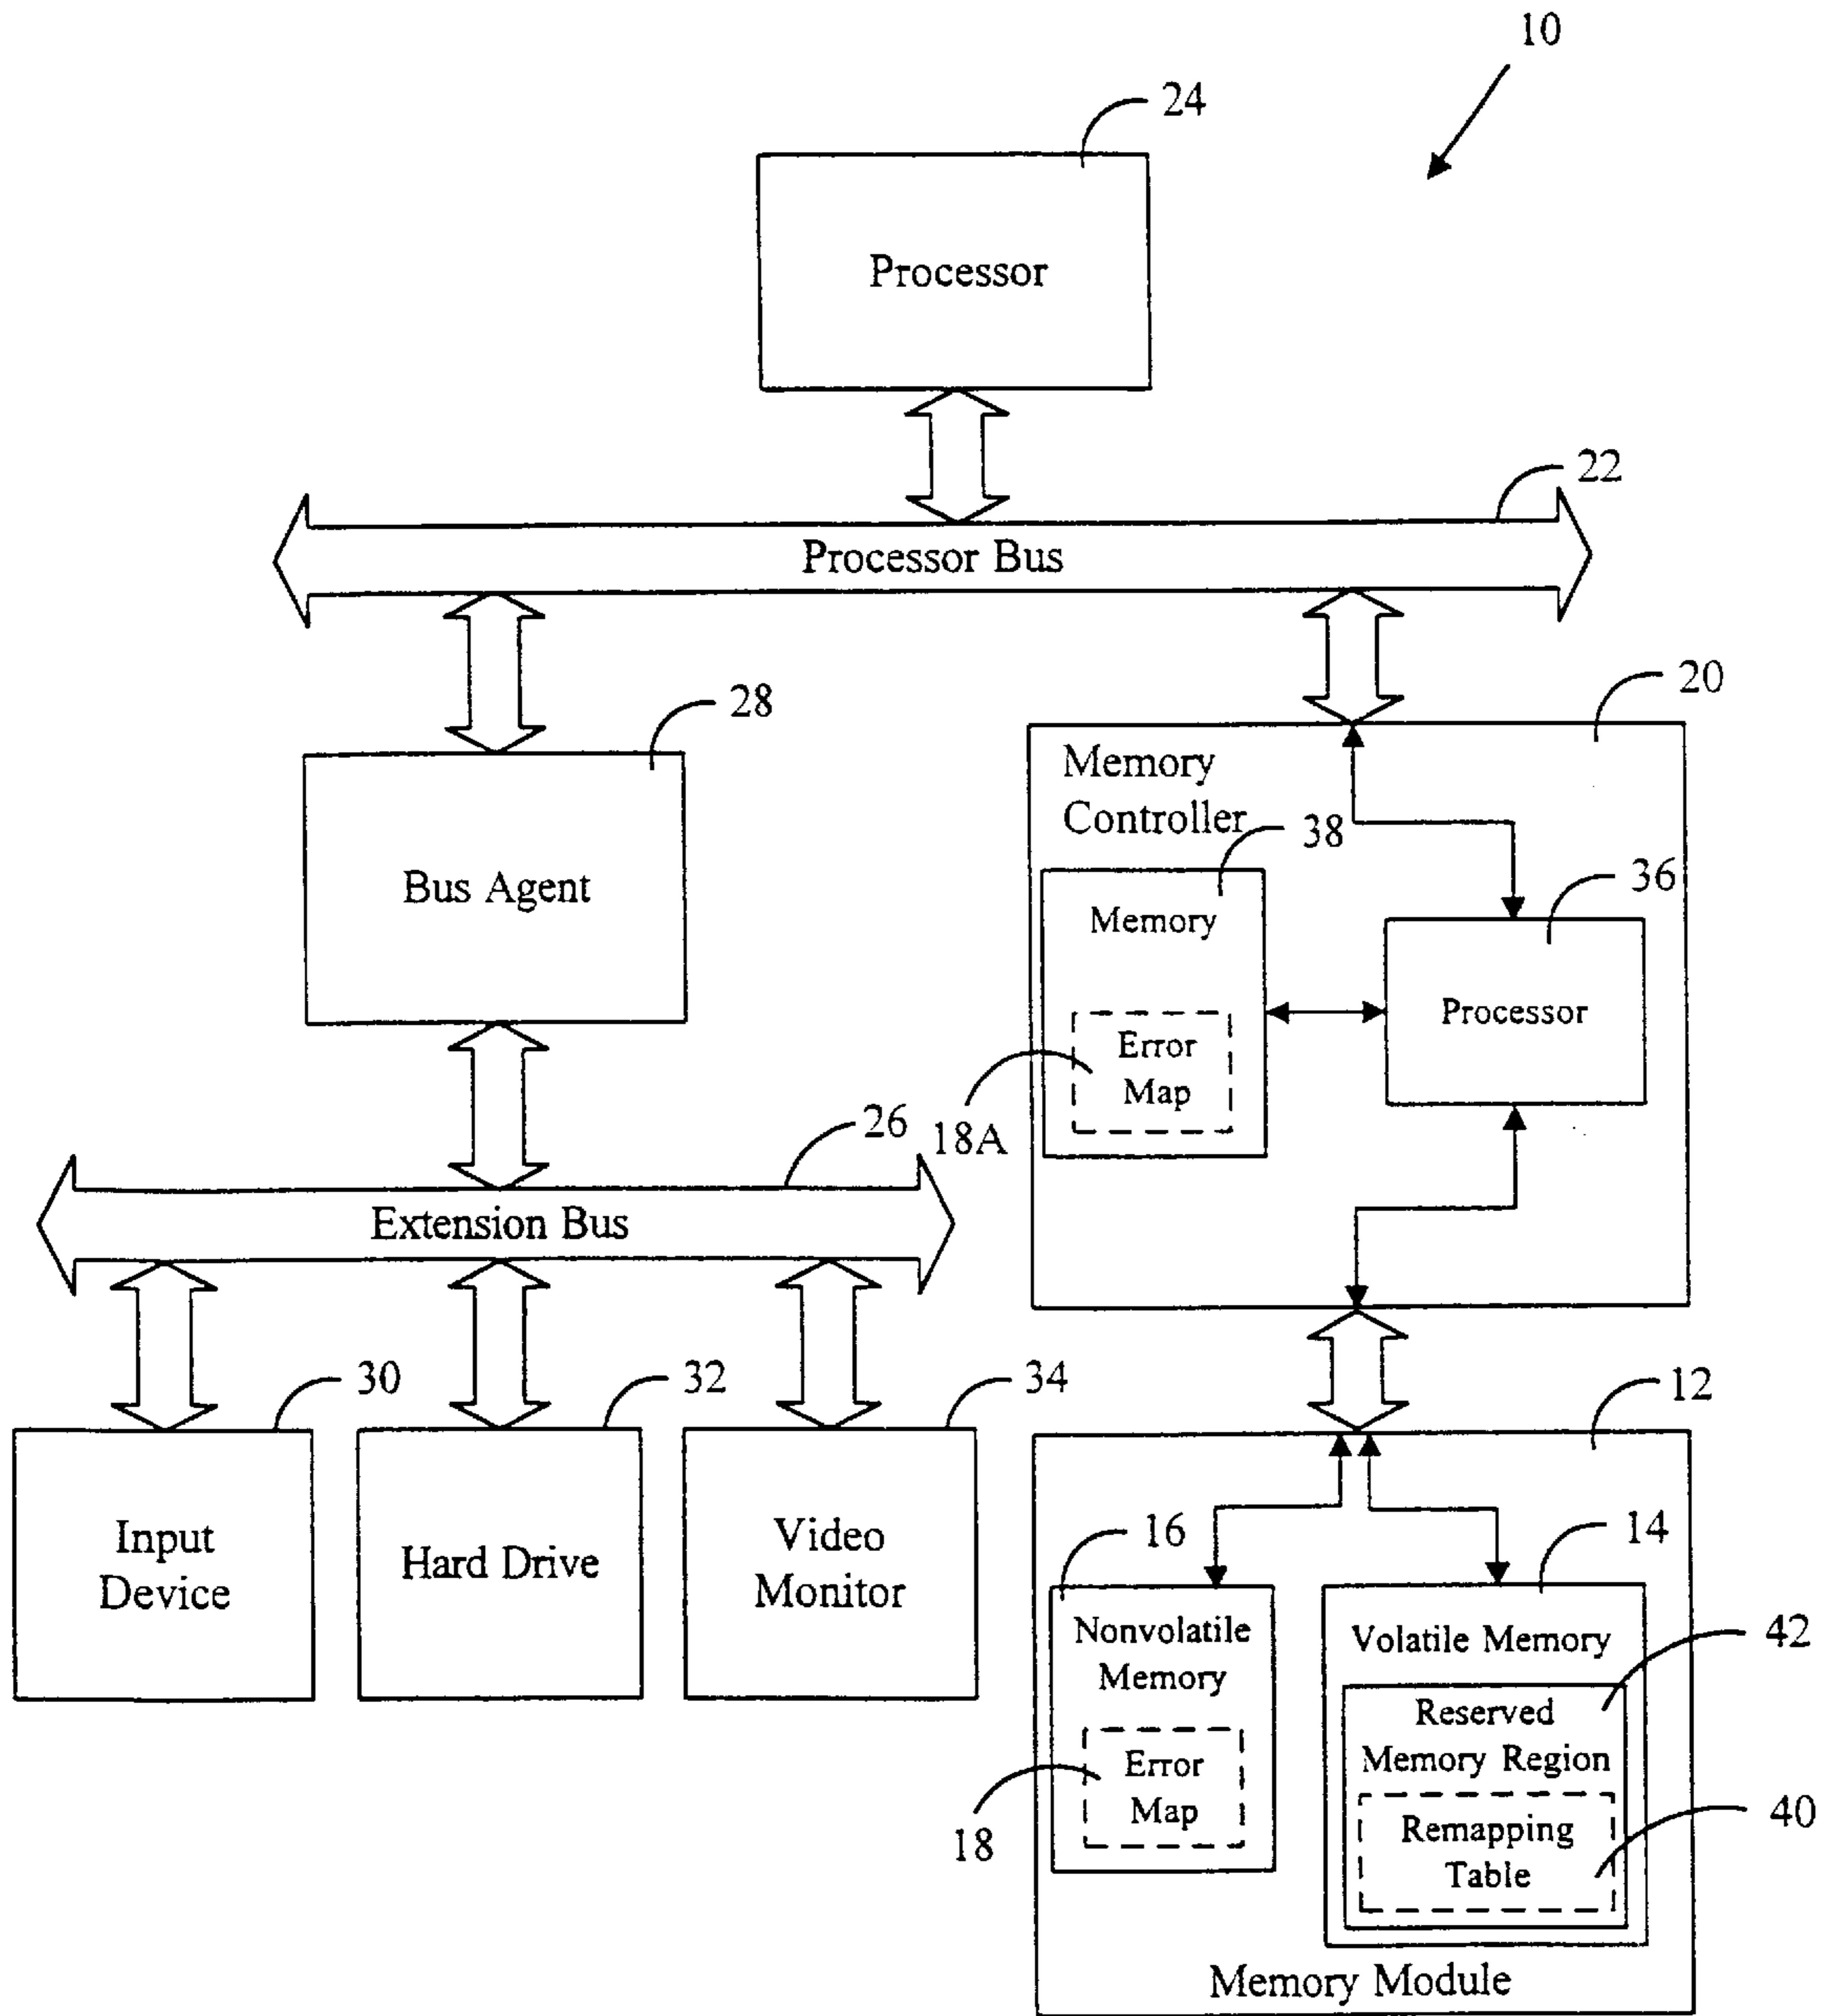 10
24
Processor
22
Processor Bus
28
Bus Agent
20
Memory
Controller
38
Memory
36
Processor
Error
Map
18A
26
Extension Bus
30
Input
Device
32
Hard Drive
34
Video
Monitor
12
16
Nonvolatile
Memory
Error
Map
18
14
Volatile Memory
42
Reserved
Memory Region
40
Remapping
Table
Memory Module